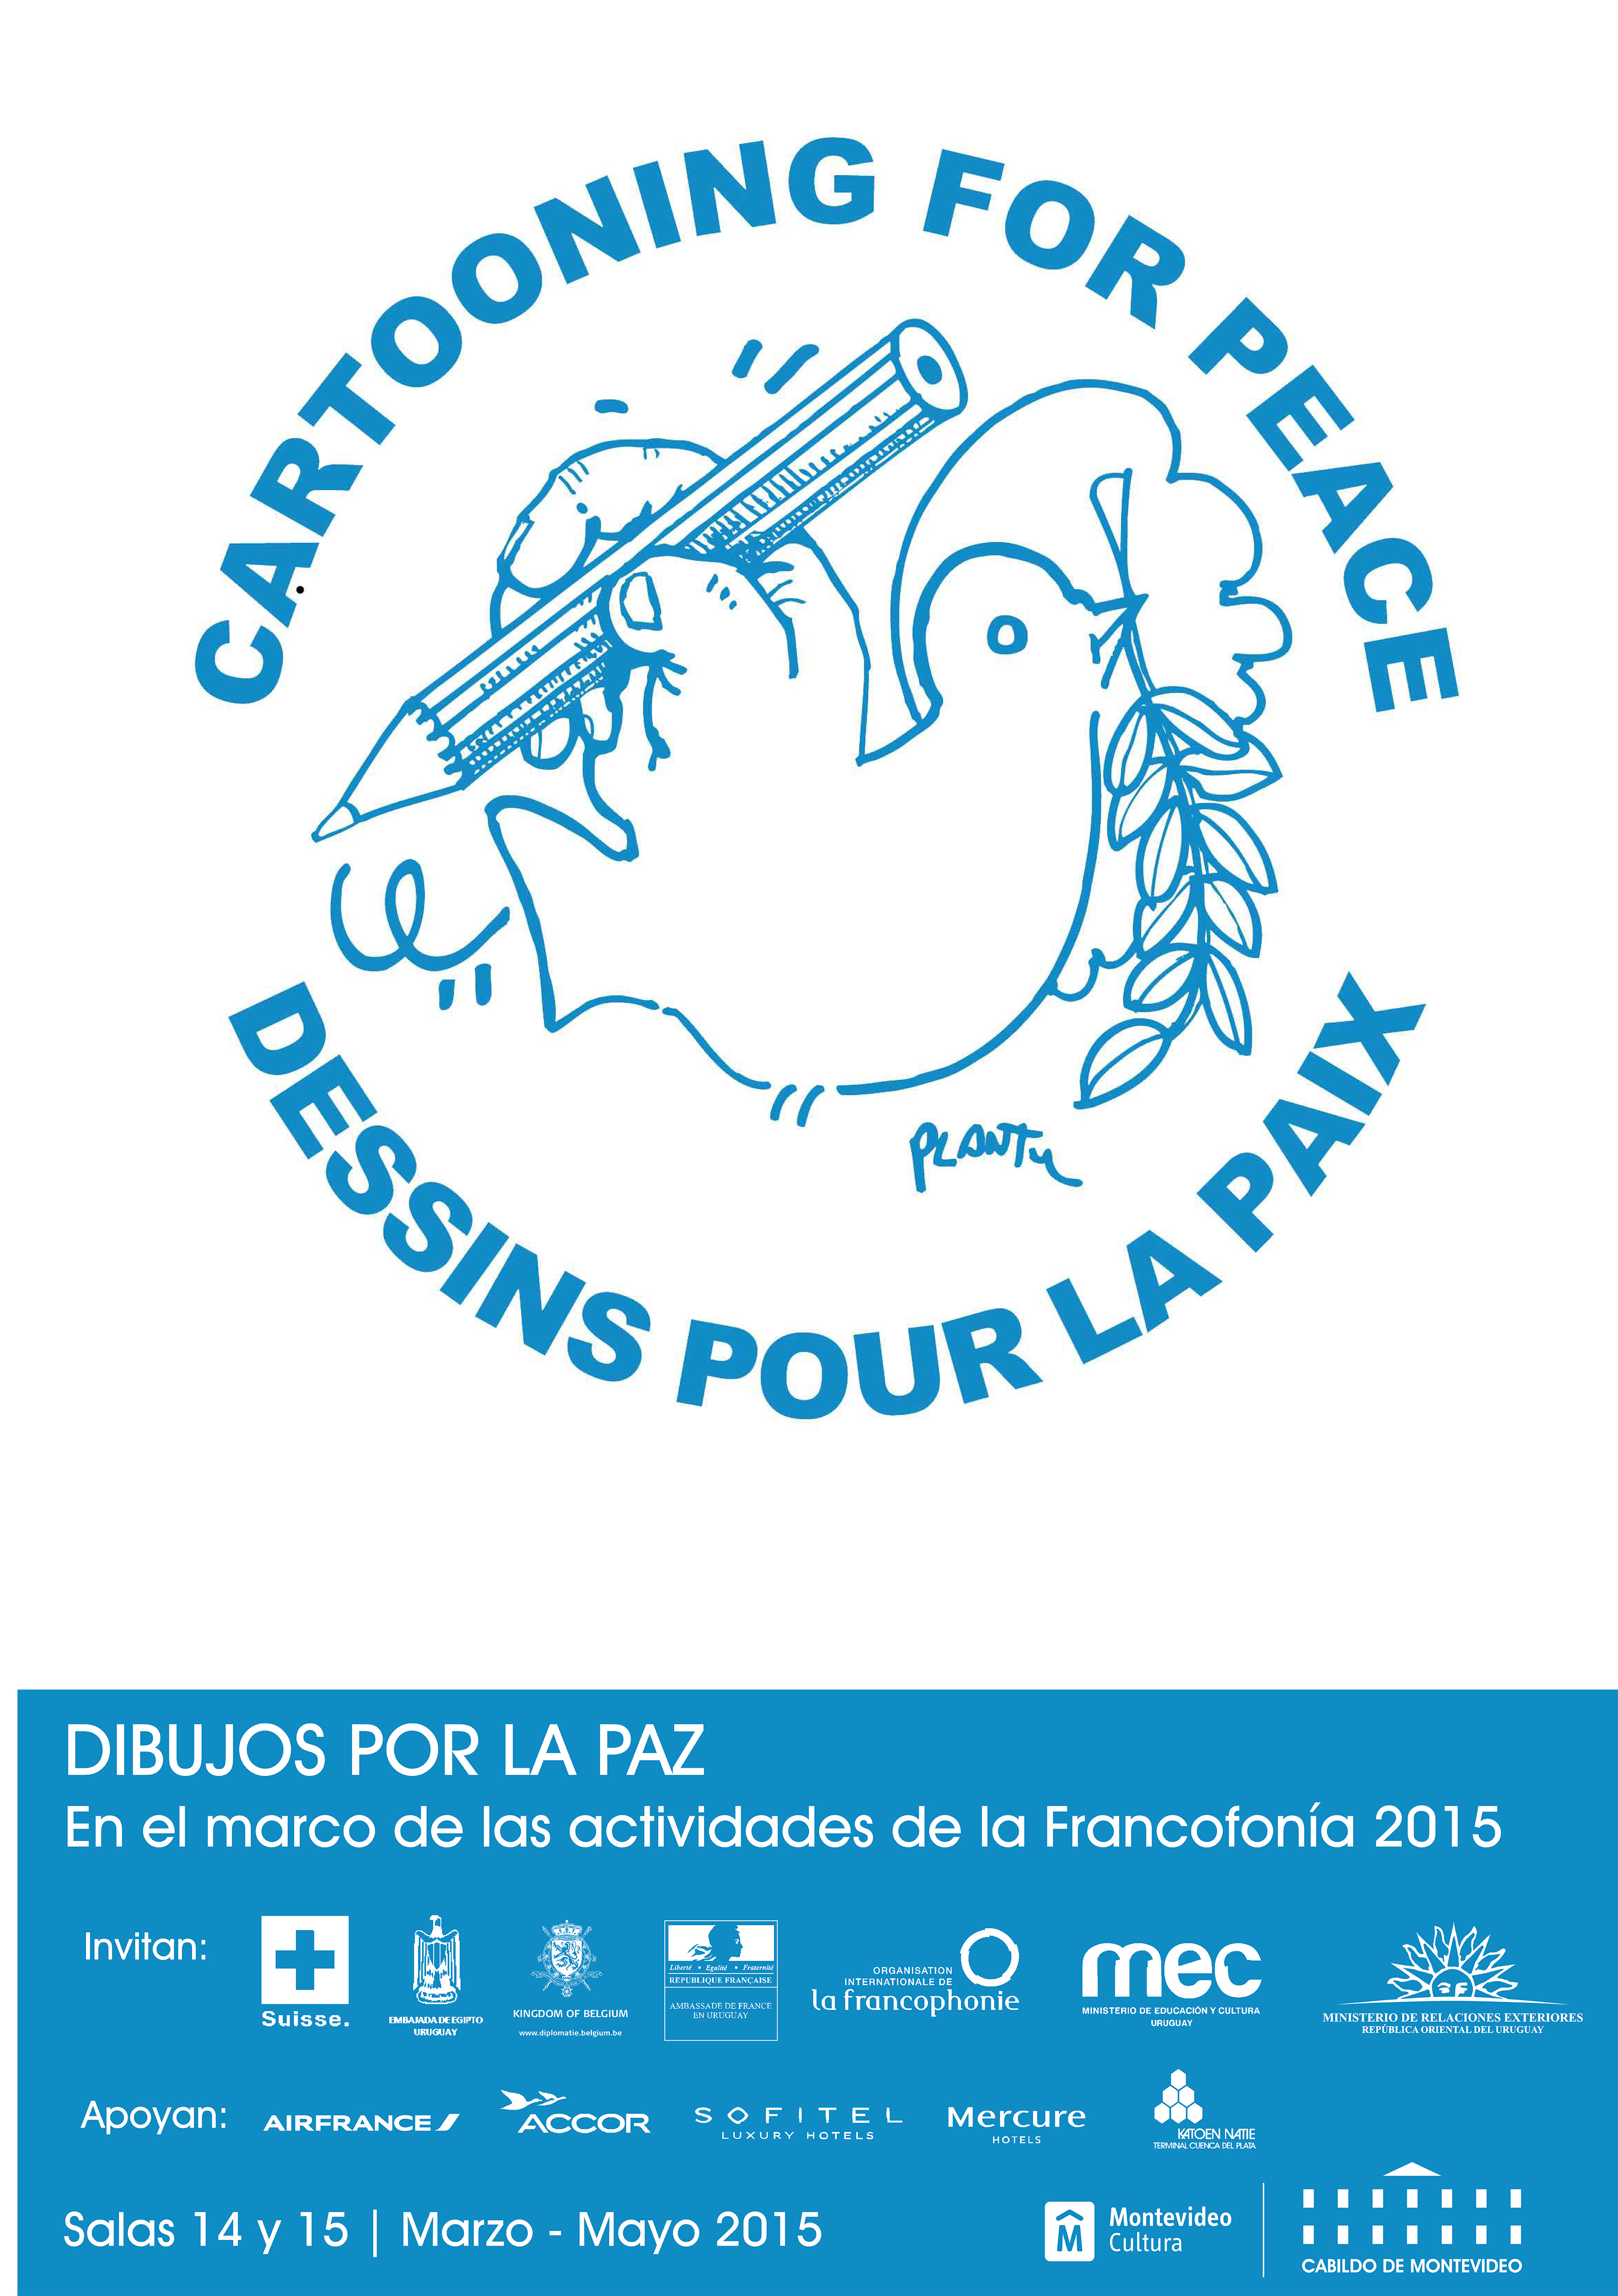 CARTOONING FOR PEACE
PLANTU
DESSINS POUR LA PAIX
DIBUJOS POR LA PAZ
En el marco de las actividades de la Francofonía 2015
Invitan:
Suisse.
EMBAJADA DE EGIPTO
URUGUAY
KINGDOM OF BELGIUM
www.diplomatie.belgium.be
Liberté • Egalité • Fraternité
REPUBLIQUE FRANÇAISE
AMBASSADE DE FRANCE
EN URUGUAY
ORGANISATION
INTERNATIONALE DE
la francophonie
mec
MINISTERIO DE EDUCACIÓN Y CULTURA
URUGUAY
MINISTERIO DE RELACIONES EXTERIORES
REPÚBLICA ORIENTAL DEL URUGUAY
Apoyan:
AIRFRANCE
ACCOR
SOFITEL
LUXURY HOTELS
Mercure
HOTELS
KATOEN NATIE
TERMINAL CUENCA DEL PLATA
Salas 14 y 15 | Marzo - Mayo 2015
M
Montevideo
Cultura
CABILDO DE MONTEVIDEO